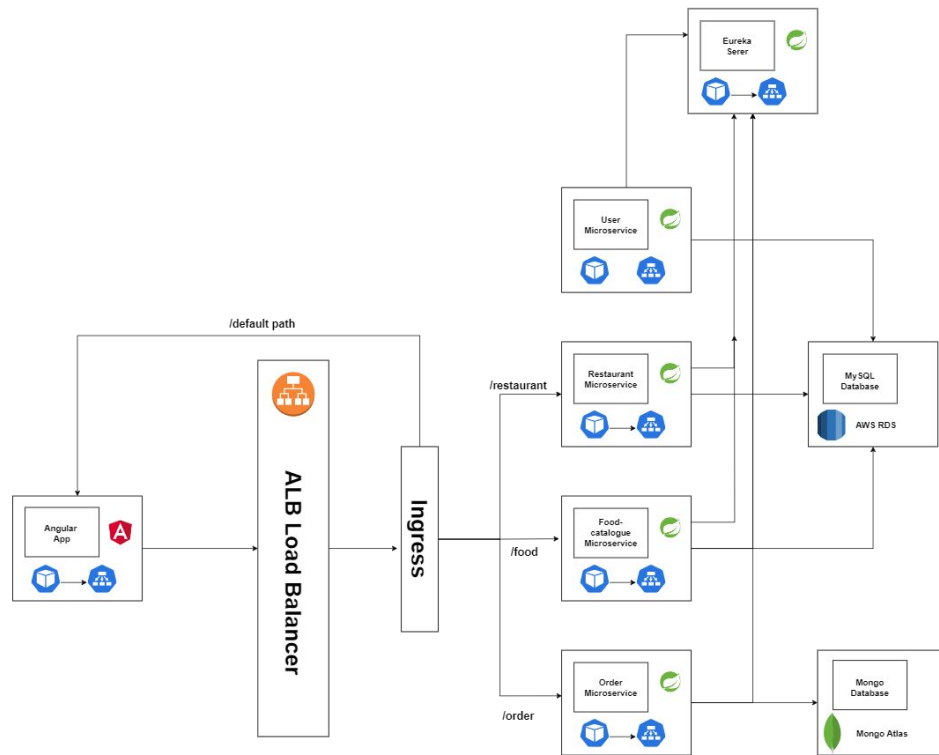 Eureka
Serer
User
Microservice
/default path
/restaurant
Restaurant
Microservice
MySQL
Database
AWS RDS
ALB Load Balancer
Ingress
Angular
App
A
Food-
catalogue
Microservice
/food
Order
Microservice
/order
Mongo
Database
Mongo Atlas